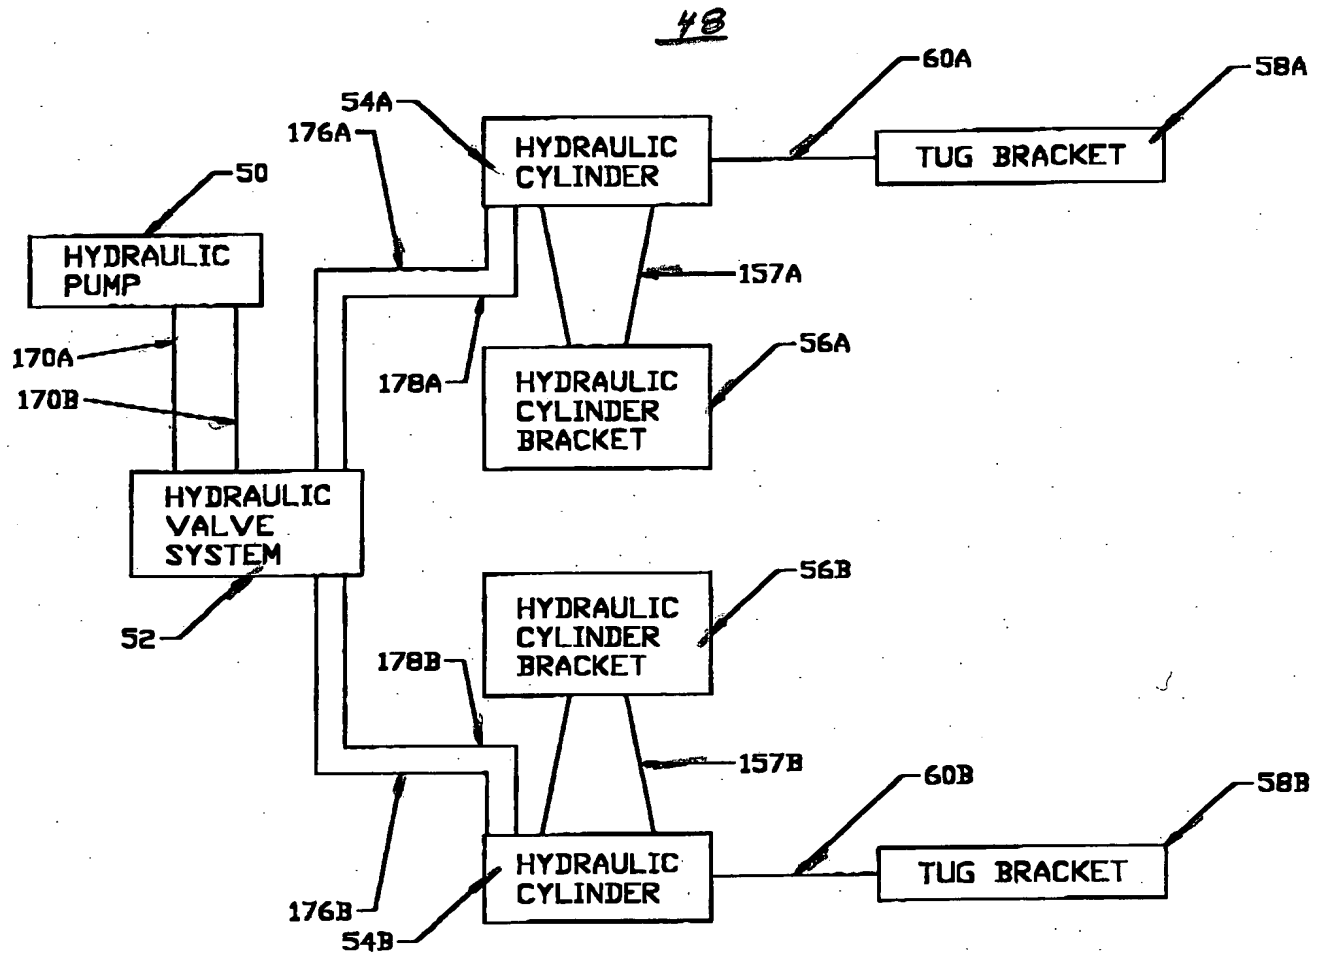 48
60A
58A
54A
176A
HYDRAULIC
CYLINDER
TUG BRACKET
50
HYDRAULIC
PUMP
157A
170A
178A
56A
170B
HYDRAULIC
CYLINDER
BRACKET
HYDRAULIC
VALVE
SYSTEM
52
56B
HYDRAULIC
CYLINDER
BRACKET
178B
157B
60B
58B
HYDRAULIC
CYLINDER
TUG BRACKET
176B
54B